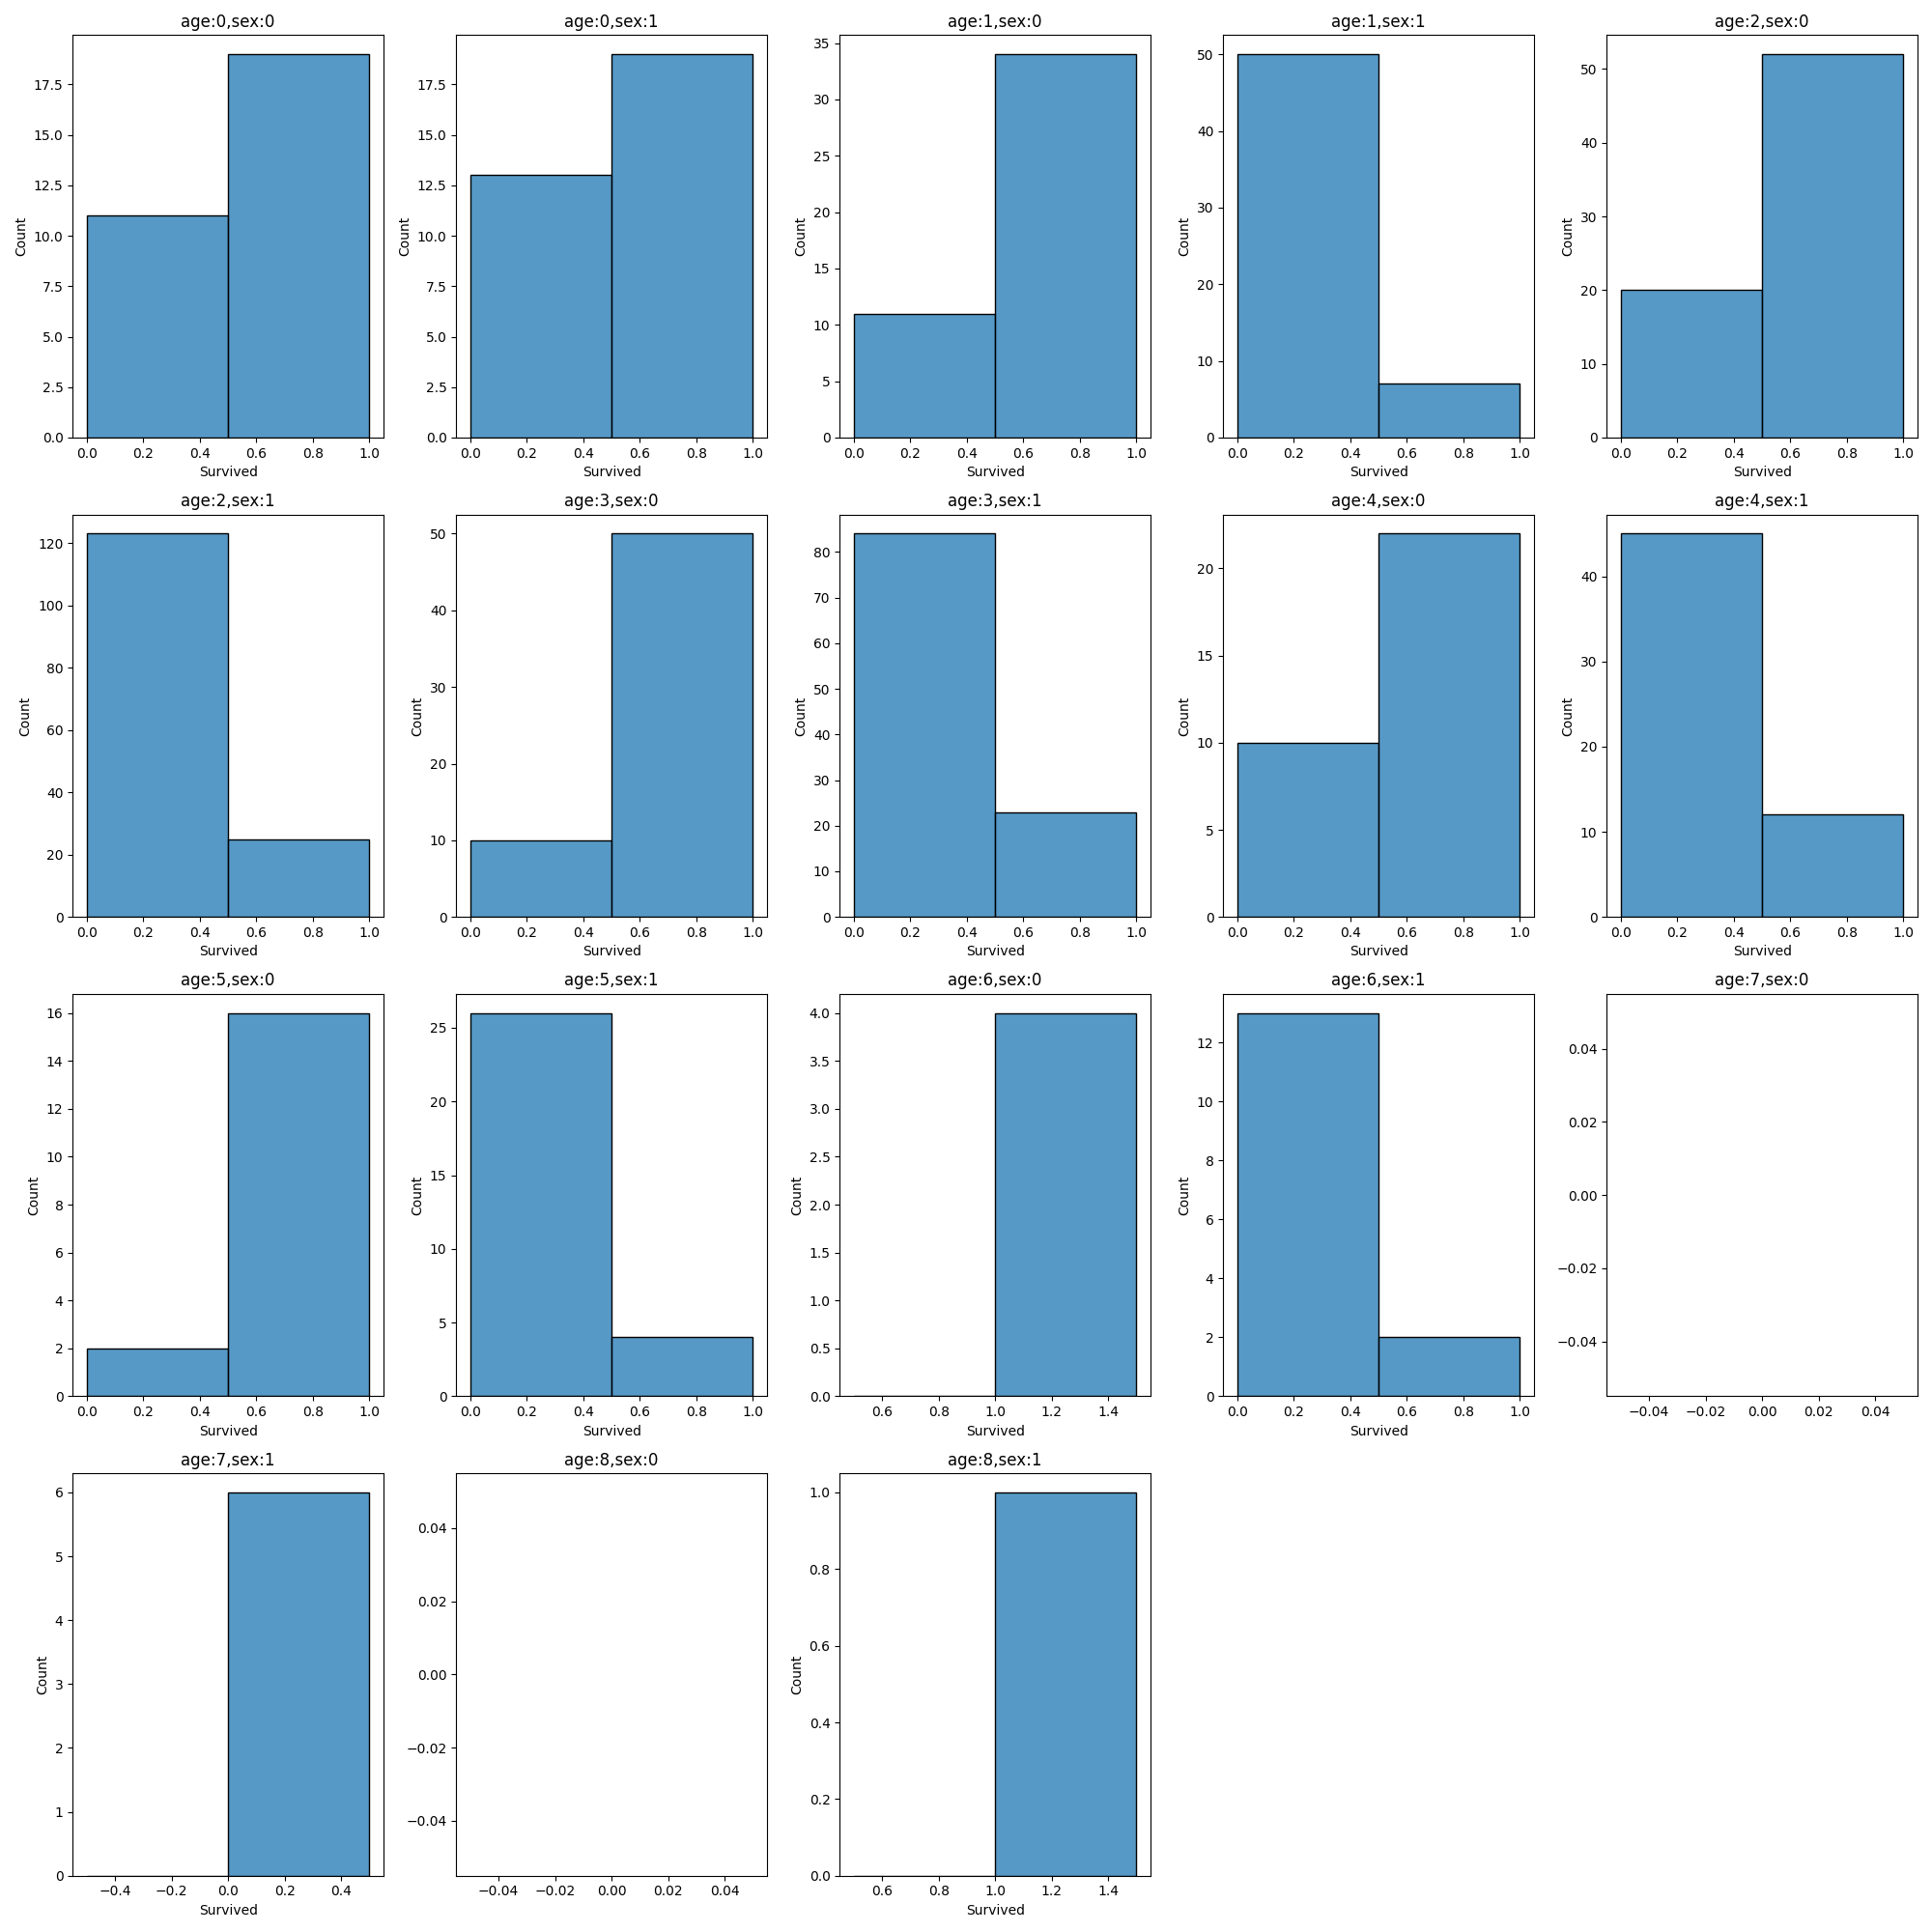 age:0,sex:0
17.5
15.0
12.5
10.0
7.5
5.0
2.5
0.0
Count
0.0 0.2 0.4 0.6 0.8 1.0
Survived
age:0,sex:1
17.5
15.0
12.5
10.0
7.5
5.0
2.5
0.0
Count
0.0 0.2 0.4 0.6 0.8 1.0
Survived
age:1,sex:0
35
30
25
20
15
10
5
0
Count
0.0 0.2 0.4 0.6 0.8 1.0
Survived
age:1,sex:1
50
40
30
20
10
0
Count
0.0 0.2 0.4 0.6 0.8 1.0
Survived
age:2,sex:0
50
40
30
20
10
0
Count
0.0 0.2 0.4 0.6 0.8 1.0
Survived
age:2,sex:1
120
100
80
60
40
20
0
Count
0.0 0.2 0.4 0.6 0.8 1.0
Survived
age:3,sex:0
50
40
30
20
10
0
Count
0.0 0.2 0.4 0.6 0.8 1.0
Survived
age:3,sex:1
80
70
60
50
40
30
20
10
0
Count
0.0 0.2 0.4 0.6 0.8 1.0
Survived
age:4,sex:0
20
15
10
5
0
Count
0.0 0.2 0.4 0.6 0.8 1.0
Survived
age:4,sex:1
40
30
20
10
0
Count
0.0 0.2 0.4 0.6 0.8 1.0
Survived
age:5,sex:0
16
14
12
10
8
6
4
2
0
Count
0.0 0.2 0.4 0.6 0.8 1.0
Survived
age:5,sex:1
25
20
15
10
5
0
Count
0.0 0.2 0.4 0.6 0.8 1.0
Survived
age:6,sex:0
4.0
3.5
3.0
2.5
2.0
1.5
1.0
0.5
0.0
Count
0.6 0.8 1.0 1.2 1.4
Survived
age:6,sex:1
12
10
8
6
4
2
0
Count
0.0 0.2 0.4 0.6 0.8 1.0
Survived
age:7,sex:0
0.04
0.02
0.00
−0.02
−0.04
−0.04 −0.02 0.00 0.02 0.04
age:7,sex:1
6
5
4
3
2
1
0
Count
−0.4 −0.2 0.0 0.2 0.4
Survived
age:8,sex:0
0.04
0.02
0.00
−0.02
−0.04
−0.04 −0.02 0.00 0.02 0.04
age:8,sex:1
1.0
0.8
0.6
0.4
0.2
0.0
Count
0.6 0.8 1.0 1.2 1.4
Survived